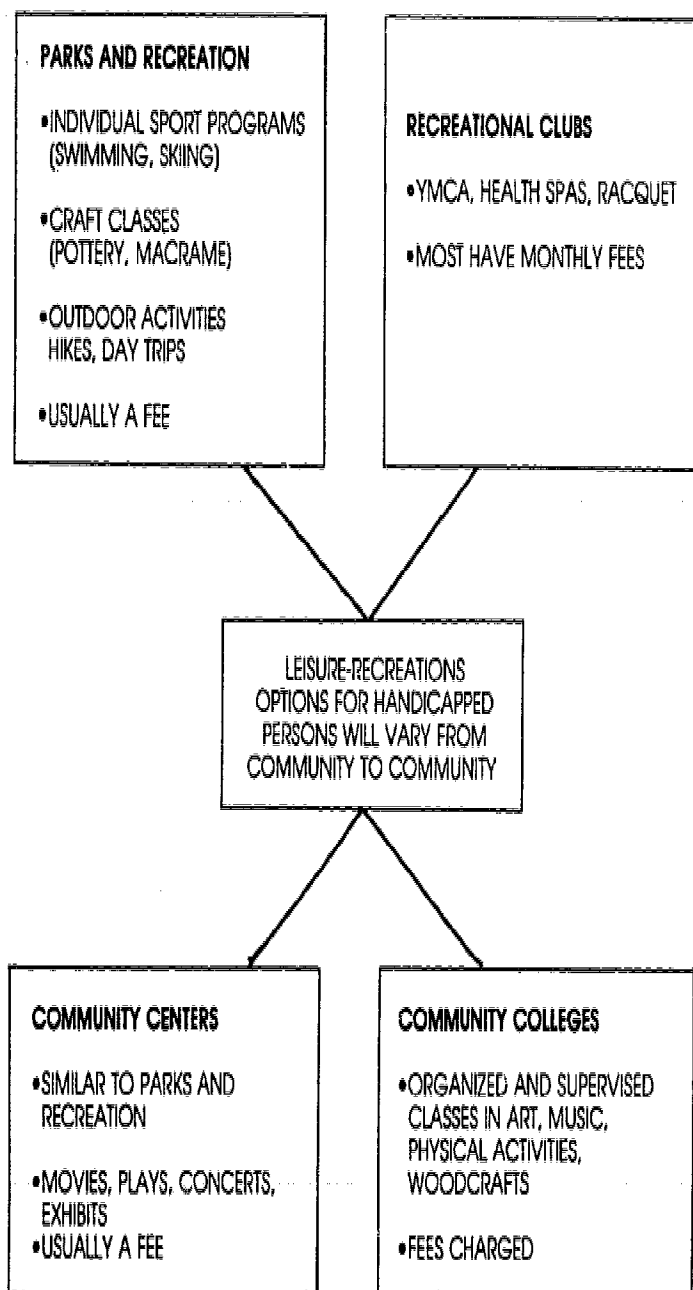 PARKS AND RECREATION
•INDIVIDUAL SPORT PROGRAMS
(SWIMMING, SKIING)
•CRAFT CLASSES
(POTTERY, MACRAME)
•OUTDOOR ACTIVITIES
HIKES, DAY TRIPS
•USUALLY A FEE
RECREATIONAL CLUBS
•YMCA, HEALTH SPAS, RACQUET
•MOST HAVE MONTHLY FEES
LEISURE-RECREATIONS
OPTIONS FOR HANDICAPPED
PERSONS WILL VARY FROM
COMMUNITY TO COMMUNITY
COMMUNITY CENTERS
•SIMILAR TO PARKS AND
RECREATION
•MOVIES, PLAYS, CONCERTS,
EXHIBITS
•USUALLY A FEE
COMMUNITY COLLEGES
•ORGANIZED AND SUPERVISED
CLASSES IN ART, MUSIC,
PHYSICAL ACTIVITIES,
WOODCRAFTS
•FEES CHARGED